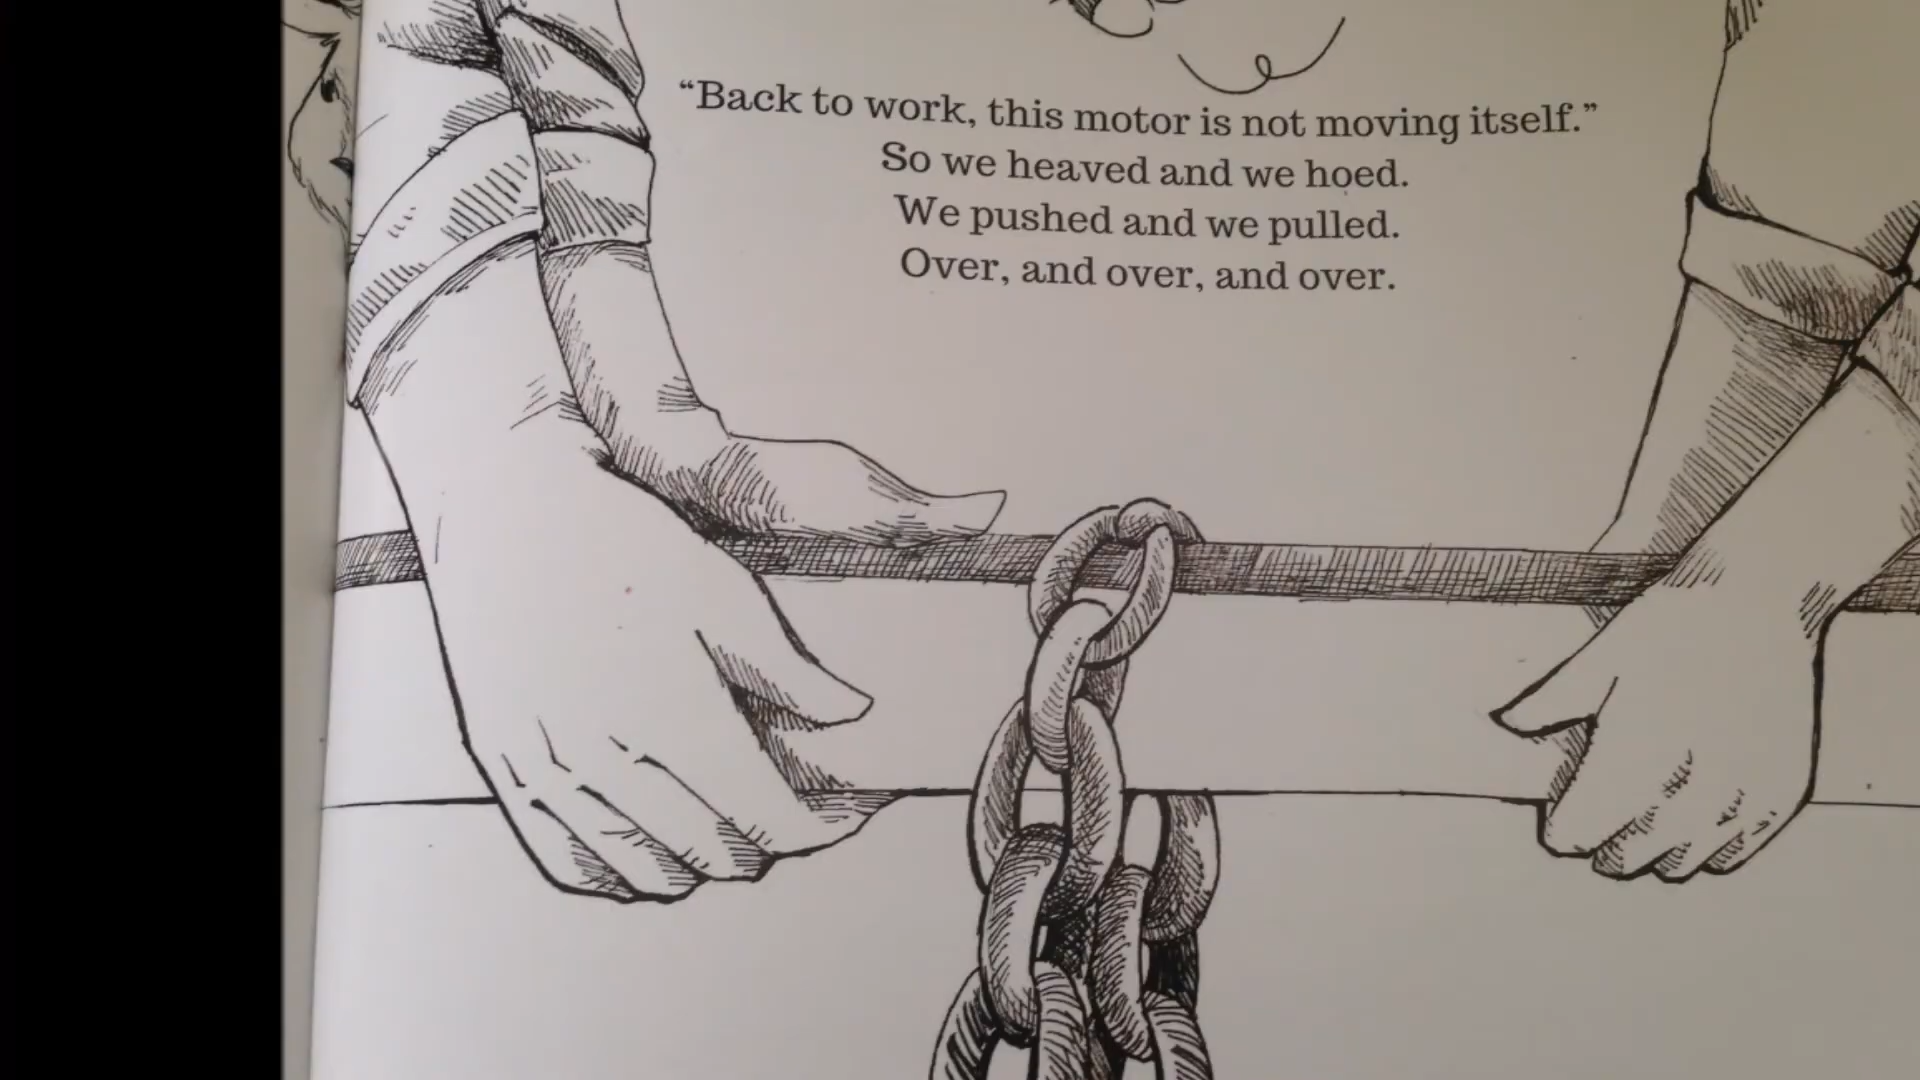 “Back to work, this motor is not moving itself.”
So we heaved and we hoed.
We pushed and we pulled.
Over, and over, and over.